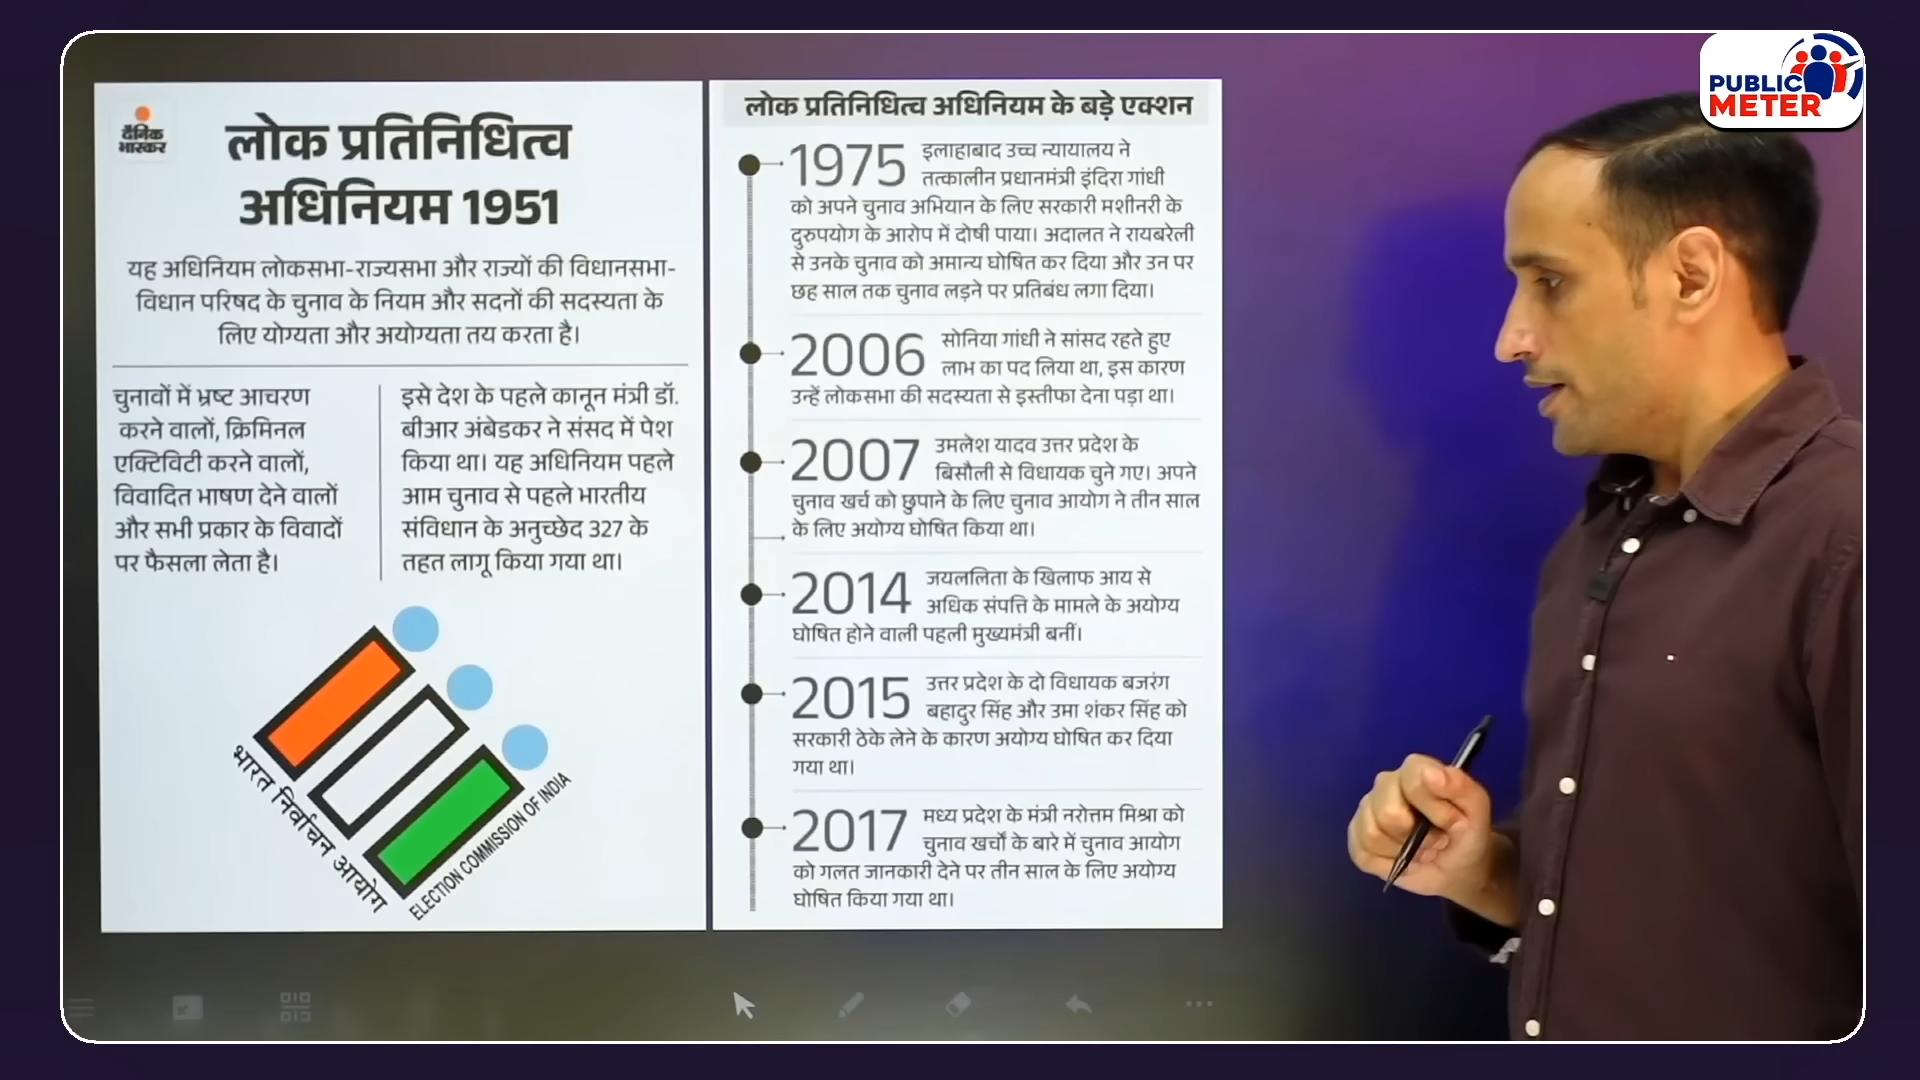 PUBLIC
METER
दैनिक
भास्कर
लोक प्रतिनिधित्व
अधिनियम 1951
यह अधिनियम लोकसभा-राज्यसभा और राज्यों की विधानसभा-
विधान परिषद के चुनाव के नियम और सदनों की सदस्यता के
लिए योग्यता और अयोग्यता तय करता है।
चुनावों में भ्रष्ट आचरण
करने वालों, क्रिमिनल
एक्टिविटी करने वालों,
विवादित भाषण देने वालों
और सभी प्रकार के विवादों
पर फैसला लेता है।
इसे देश के पहले कानून मंत्री डॉ.
बीआर अंबेडकर ने संसद में पेश
किया था। यह अधिनियम पहले
आम चुनाव से पहले भारतीय
संविधान के अनुच्छेद 327 के
तहत लागू किया गया था।
भारत निर्वाचन आयोग
ELECTION COMMISSION OF INDIA
लोक प्रतिनिधित्व अधिनियम के बड़े एक्शन
1975 इलाहाबाद उच्च न्यायालय ने
तत्कालीन प्रधानमंत्री इंदिरा गांधी
को अपने चुनाव अभियान के लिए सरकारी मशीनरी के
दुरुपयोग के आरोप में दोषी पाया। अदालत ने रायबरेली
से उनके चुनाव को अमान्य घोषित कर दिया और उन पर
छह साल तक चुनाव लड़ने पर प्रतिबंध लगा दिया।
2006 सोनिया गांधी ने सांसद रहते हुए
लाभ का पद लिया था, इस कारण
उन्हें लोकसभा की सदस्यता से इस्तीफा देना पड़ा था।
2007 उमलेश यादव उत्तर प्रदेश के
बिसौली से विधायक चुने गए। अपने
चुनाव खर्च को छुपाने के लिए चुनाव आयोग ने तीन साल
के लिए अयोग्य घोषित किया था।
2014 जयललिता के खिलाफ आय से
अधिक संपत्ति के मामले के अयोग्य
घोषित होने वाली पहली मुख्यमंत्री बनीं।
2015 उत्तर प्रदेश के दो विधायक बजरंग
बहादुर सिंह और उमा शंकर सिंह को
सरकारी ठेके लेने के कारण अयोग्य घोषित कर दिया
गया था।
2017 मध्य प्रदेश के मंत्री नरोत्तम मिश्रा को
चुनाव खर्चों के बारे में चुनाव आयोग
को गलत जानकारी देने पर तीन साल के लिए अयोग्य
घोषित किया गया था।